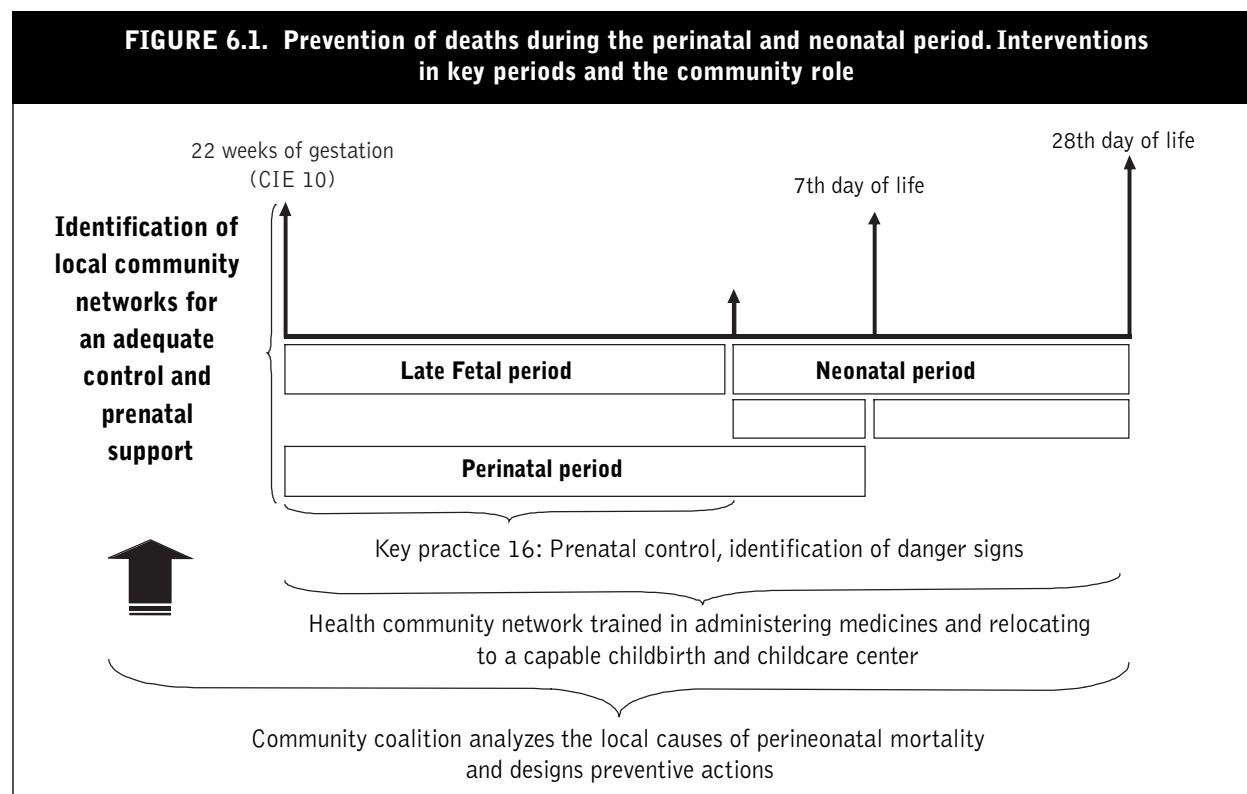 FIGURE 6.1. Prevention of deaths during the perinatal and neonatal period. Interventions
in key periods and the community role
22 weeks of gestation
(CIE 10)
7th day of life
28th day of life
Identification of
local community
networks for
an adequate
control and
prenatal
support
Late Fetal period
Neonatal period
Perinatal period
Key practice 16: Prenatal control, identification of danger signs
Health community network trained in administering medicines and relocating
to a capable childbirth and childcare center
Community coalition analyzes the local causes of perineonatal mortality
and designs preventive actions